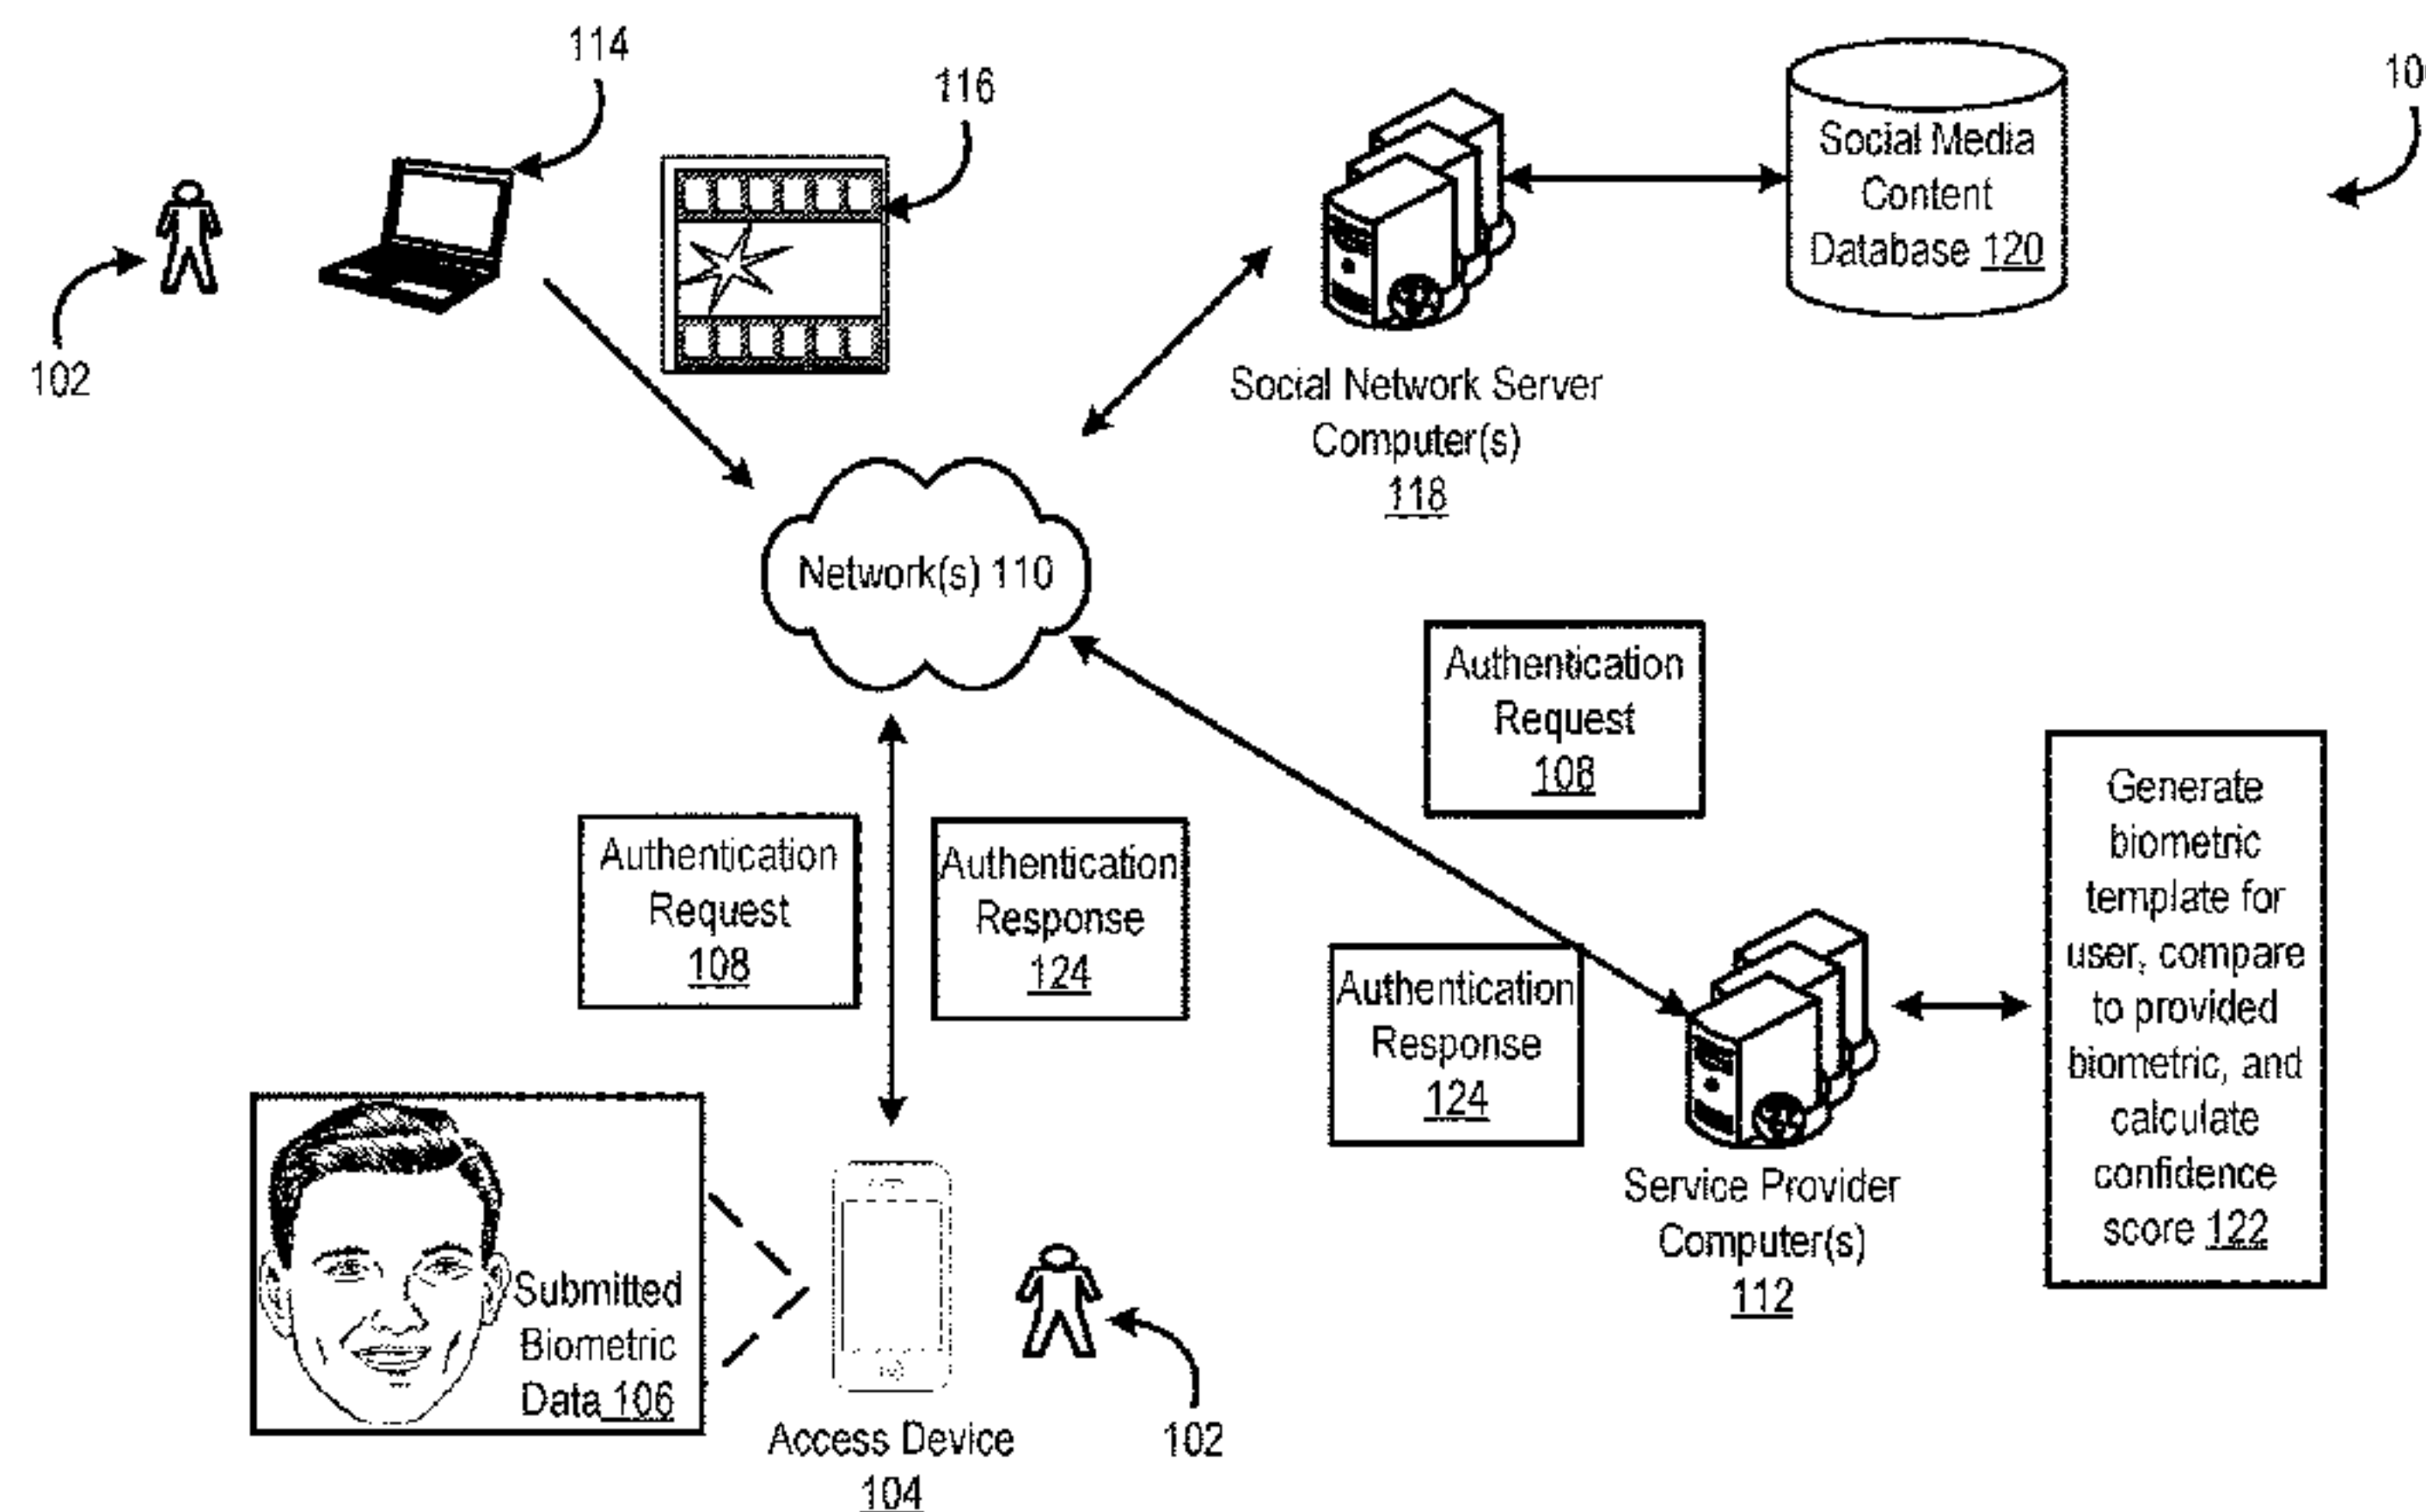 114
116
10
Social Media
Content
Database 120
102
Social Network Server
Computer(s)
118
Network(s) 110
Authentication
Request
108
Authentication
Request
108
Authentication
Response
124
Authentication
Response
124
Generate
biometric
template for
user, compare
to provided
biometric, and
calculate
confidence
score 122
Service Provider
Computer(s)
112
Submitted
Biometric
Data 106
Access Device
104
102